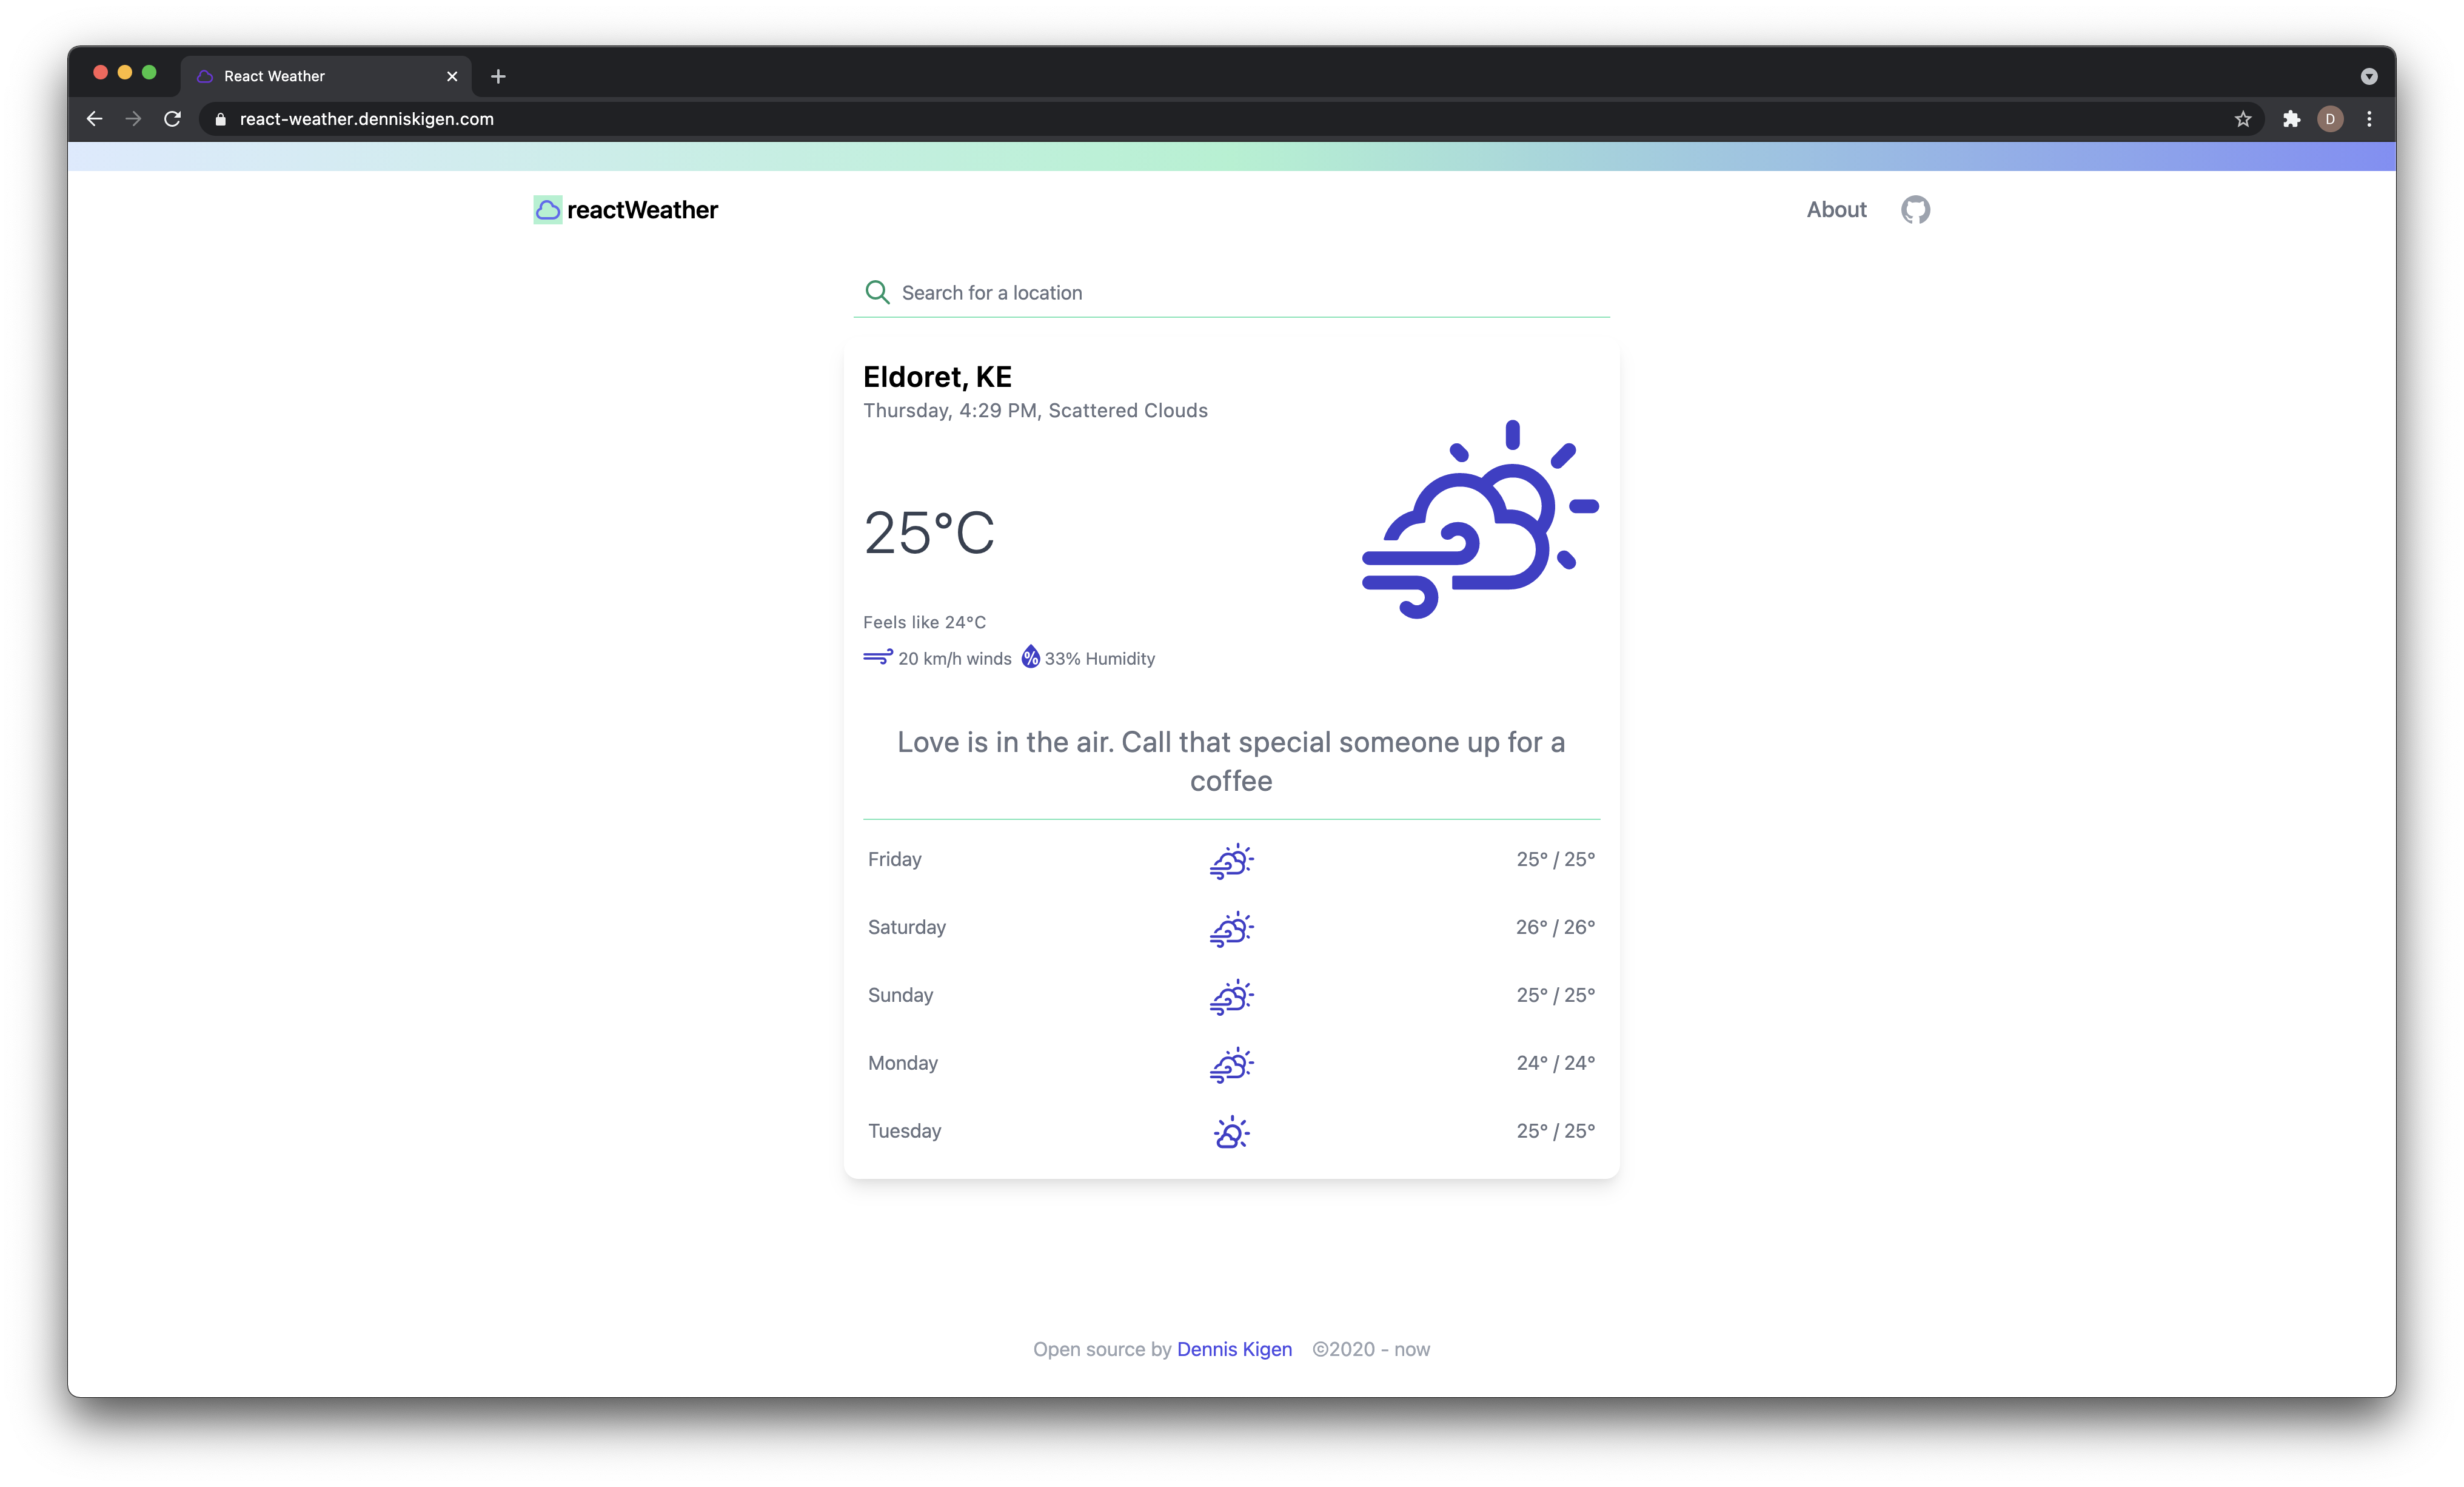 React Weather
react-weather.denniskigen.com
D
reactWeather
About
Search for a location
Eldoret, KE
Thursday, 4:29 PM, Scattered Clouds
25°C
Feels like 24°C
20 km/h winds % 33% Humidity
Love is in the air. Call that special someone up for a
coffee
Friday 25° / 25°
Saturday 26° / 26°
Sunday 25° / 25°
Monday 24° / 24°
Tuesday 25° / 25°
Open source by Dennis Kigen ©2020 - now